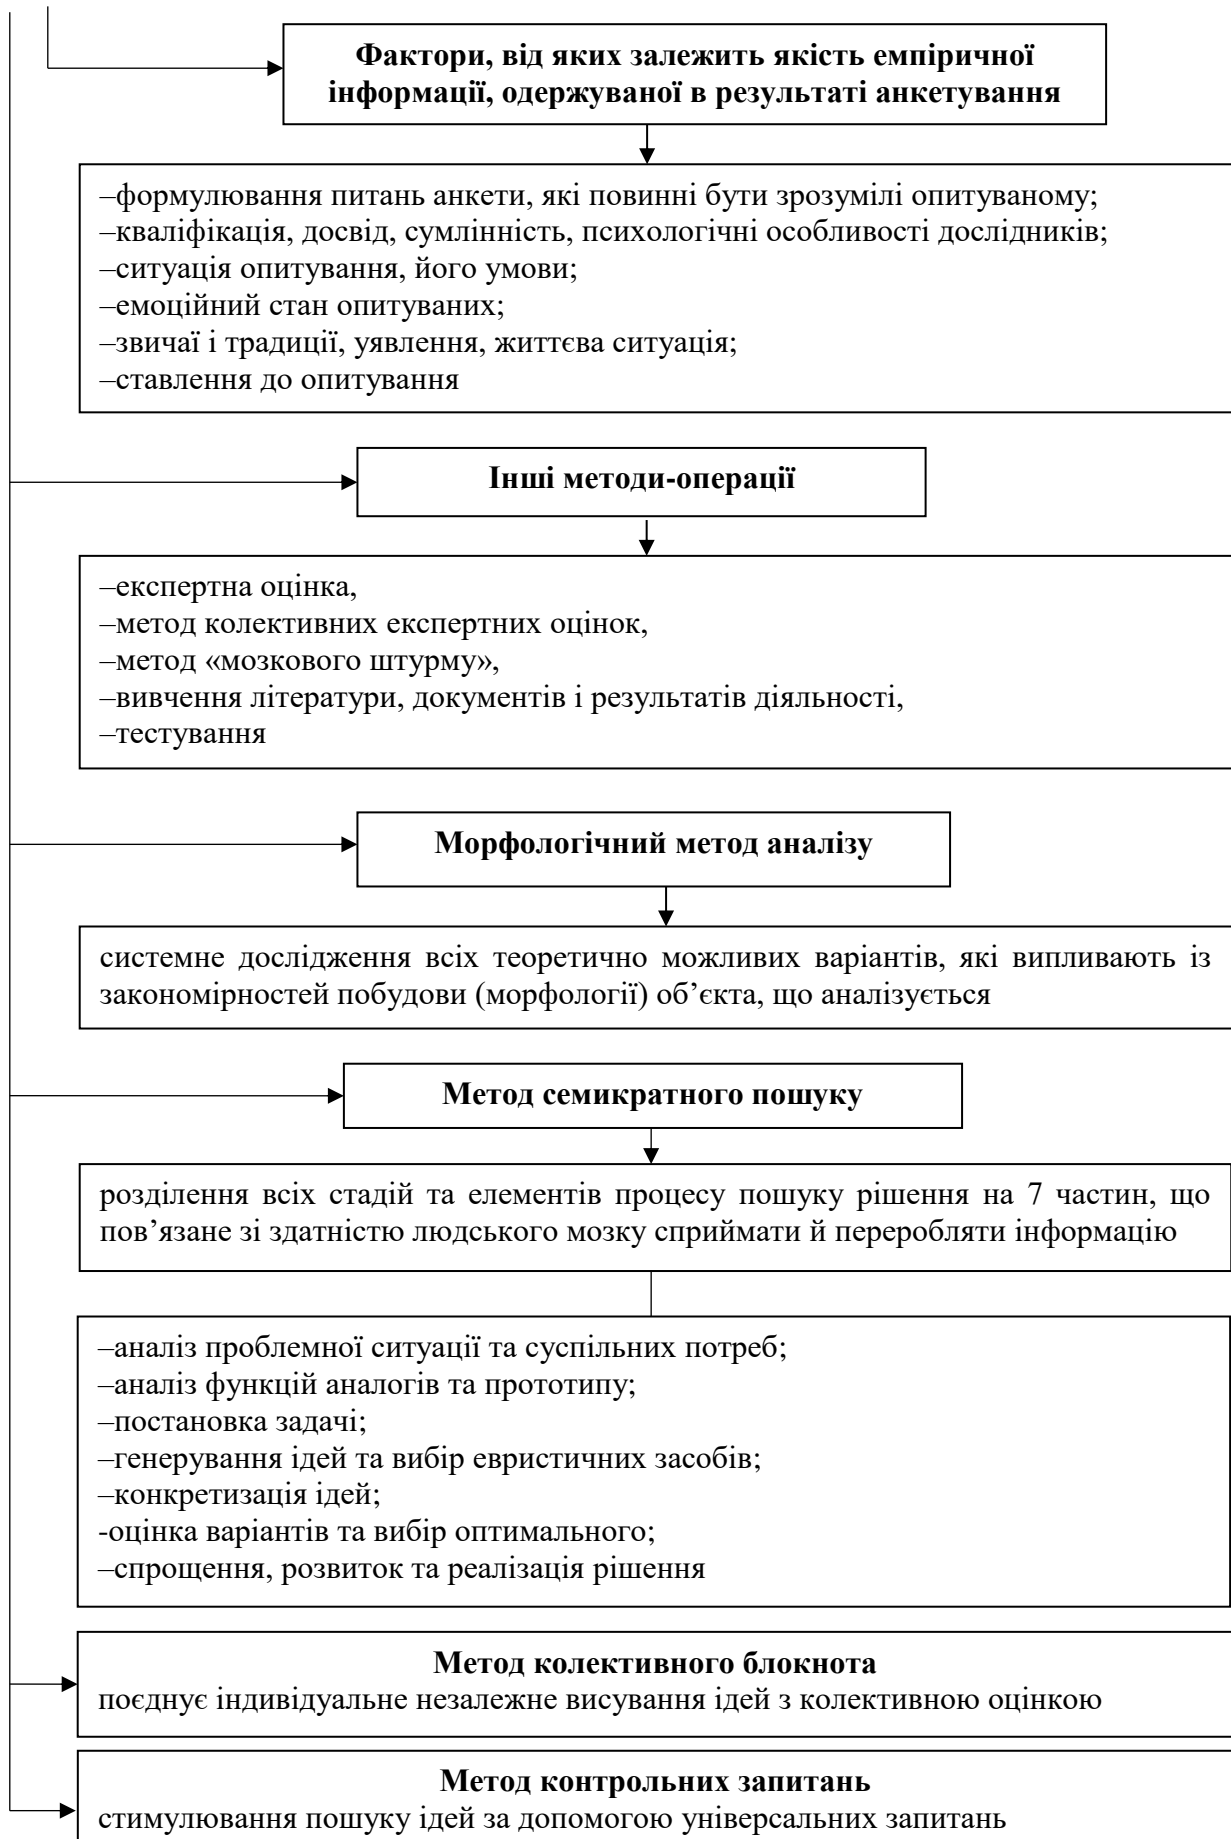 Фактори, від яких залежить якість емпіричної
інформації, одержуваної в результаті анкетування
–формулювання питань анкети, які повинні бути зрозумілі опитуваному;
–кваліфікація, досвід, сумлінність, психологічні особливості дослідників;
–ситуація опитування, його умови;
–емоційний стан опитуваних;
–звичаї і традиції, уявлення, життєва ситуація;
–ставлення до опитування
Інші методи-операції
–експертна оцінка,
–метод колективних експертних оцінок,
–метод «мозкового штурму»,
–вивчення літератури, документів і результатів діяльності,
–тестування
Морфологічний метод аналізу
системне дослідження всіх теоретично можливих варіантів, які випливають із
закономірностей побудови (морфології) об’єкта, що аналізується
Метод семикратного пошуку
розділення всіх стадій та елементів процесу пошуку рішення на 7 частин, що
пов’язане зі здатністю людського мозку сприймати й переробляти інформацію
–аналіз проблемної ситуації та суспільних потреб;
–аналіз функцій аналогів та прототипу;
–постановка задачі;
–генерування ідей та вибір евристичних засобів;
–конкретизація ідей;
-оцінка варіантів та вибір оптимального;
–спрощення, розвиток та реалізація рішення
Метод колективного блокнота
поєднує індивідуальне незалежне висування ідей з колективною оцінкою
Метод контрольних запитань
стимулювання пошуку ідей за допомогою універсальних запитань